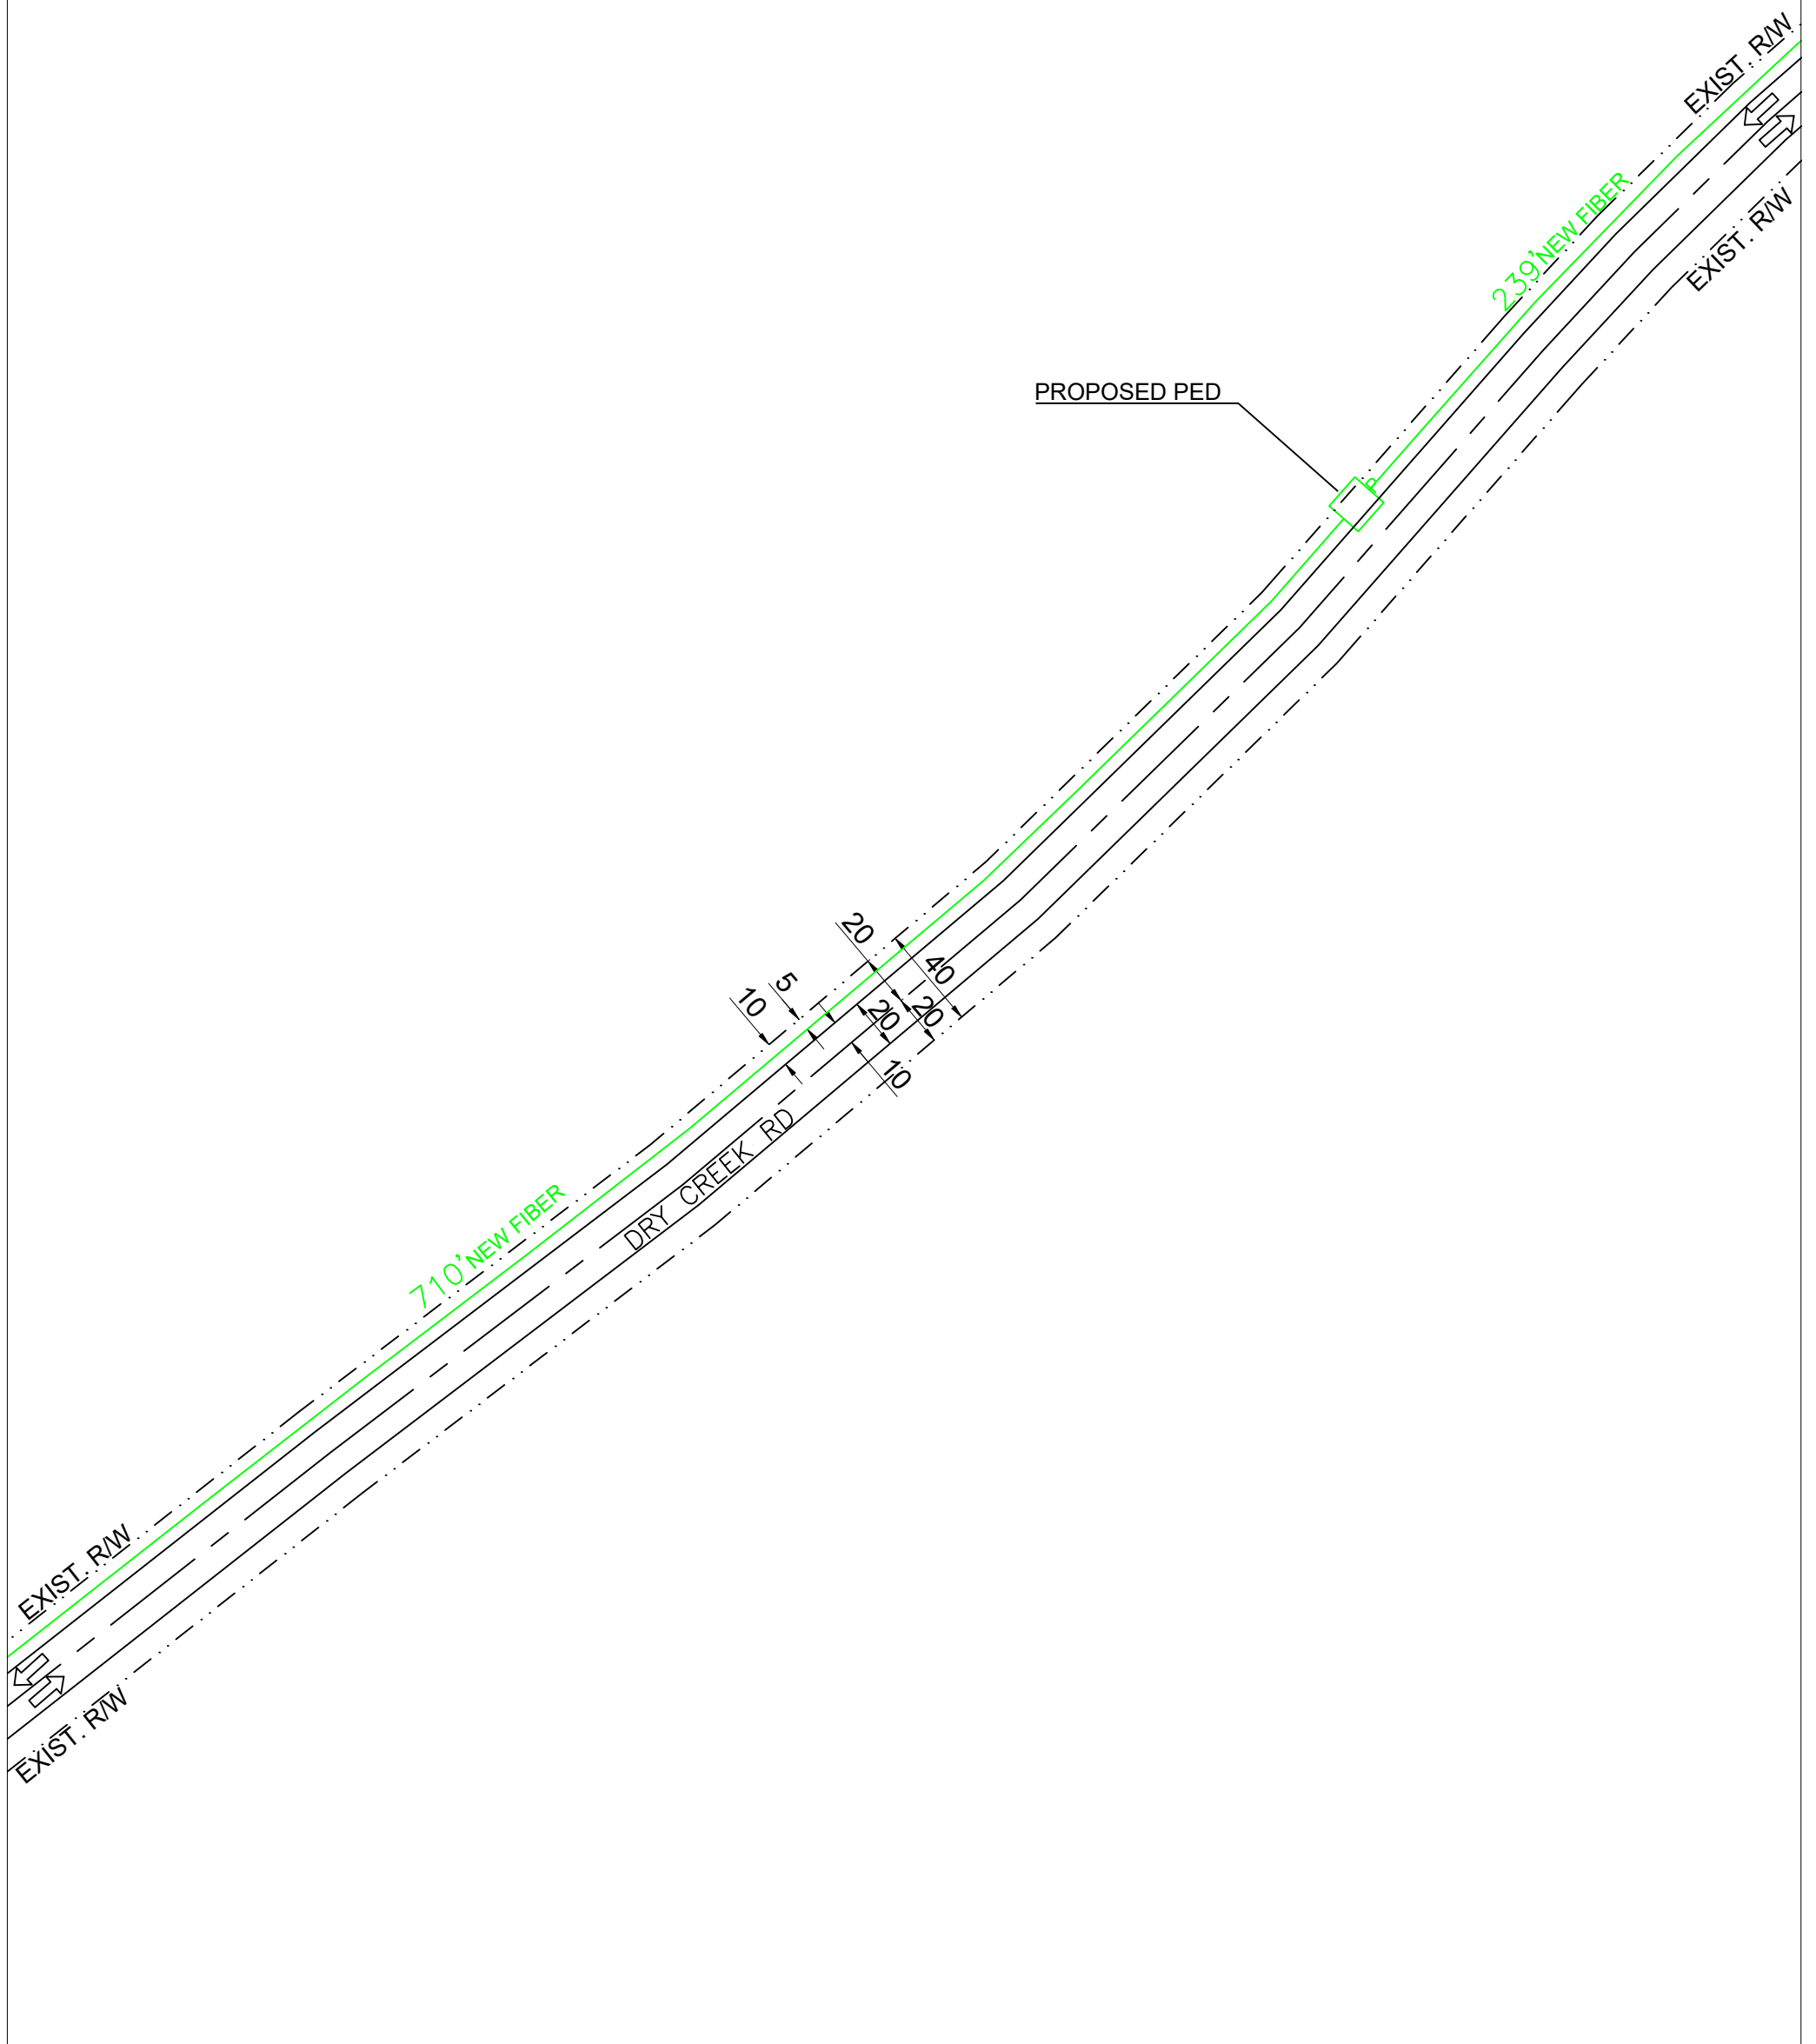 EXIST. R/W
239' NEW FIBER
EXIST. R/W
PROPOSED PED
P
20
40
5
10
20
20
10
DRY CREEK RD
710' NEW FIBER
EXIST. R/W
EXIST. R/W